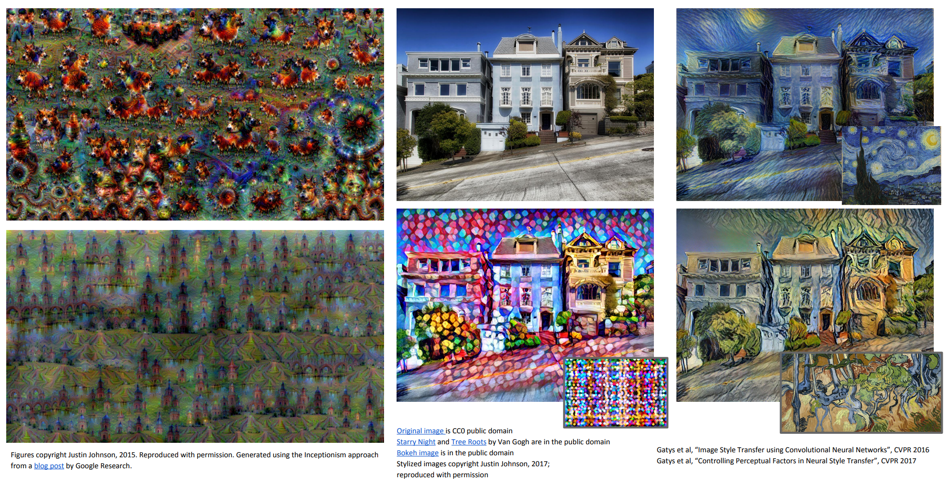 Figures copyright Justin Johnson, 2015. Reproduced with permission. Generated using the Inceptionism approach
from a blog post by Google Research.
Original image is CC0 public domain
Starry Night and Tree Roots by Van Gogh are in the public domain
Bokeh image is in the public domain
Stylized images copyright Justin Johnson, 2017;
reproduced with permission
Gatys et al, “Image Style Transfer using Convolutional Neural Networks”, CVPR 2016
Gatys et al, “Controlling Perceptual Factors in Neural Style Transfer”, CVPR 2017